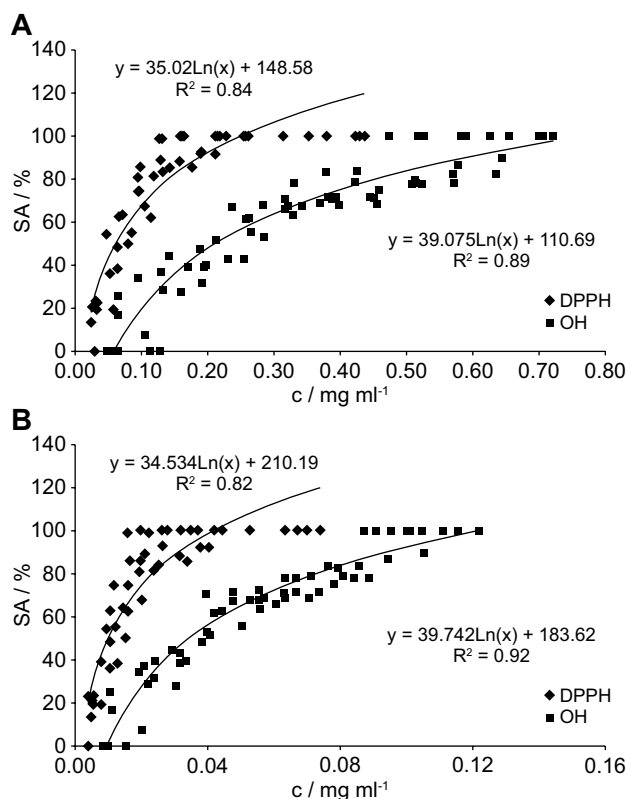 A
y = 35.02Ln(x) + 148.58
R² = 0.84
140
120
100
80
60
40
20
0
SA / %
y = 39.075Ln(x) + 110.69
R² = 0.89
DPPH
OH
0.00 0.10 0.20 0.30 0.40 0.50 0.60 0.70 0.80
c / mg ml⁻¹
B
y = 34.534Ln(x) + 210.19
R² = 0.82
140
120
100
80
60
40
20
0
SA / %
y = 39.742Ln(x) + 183.62
R² = 0.92
DPPH
OH
0.00 0.04 0.08 0.12 0.16
c / mg ml⁻¹